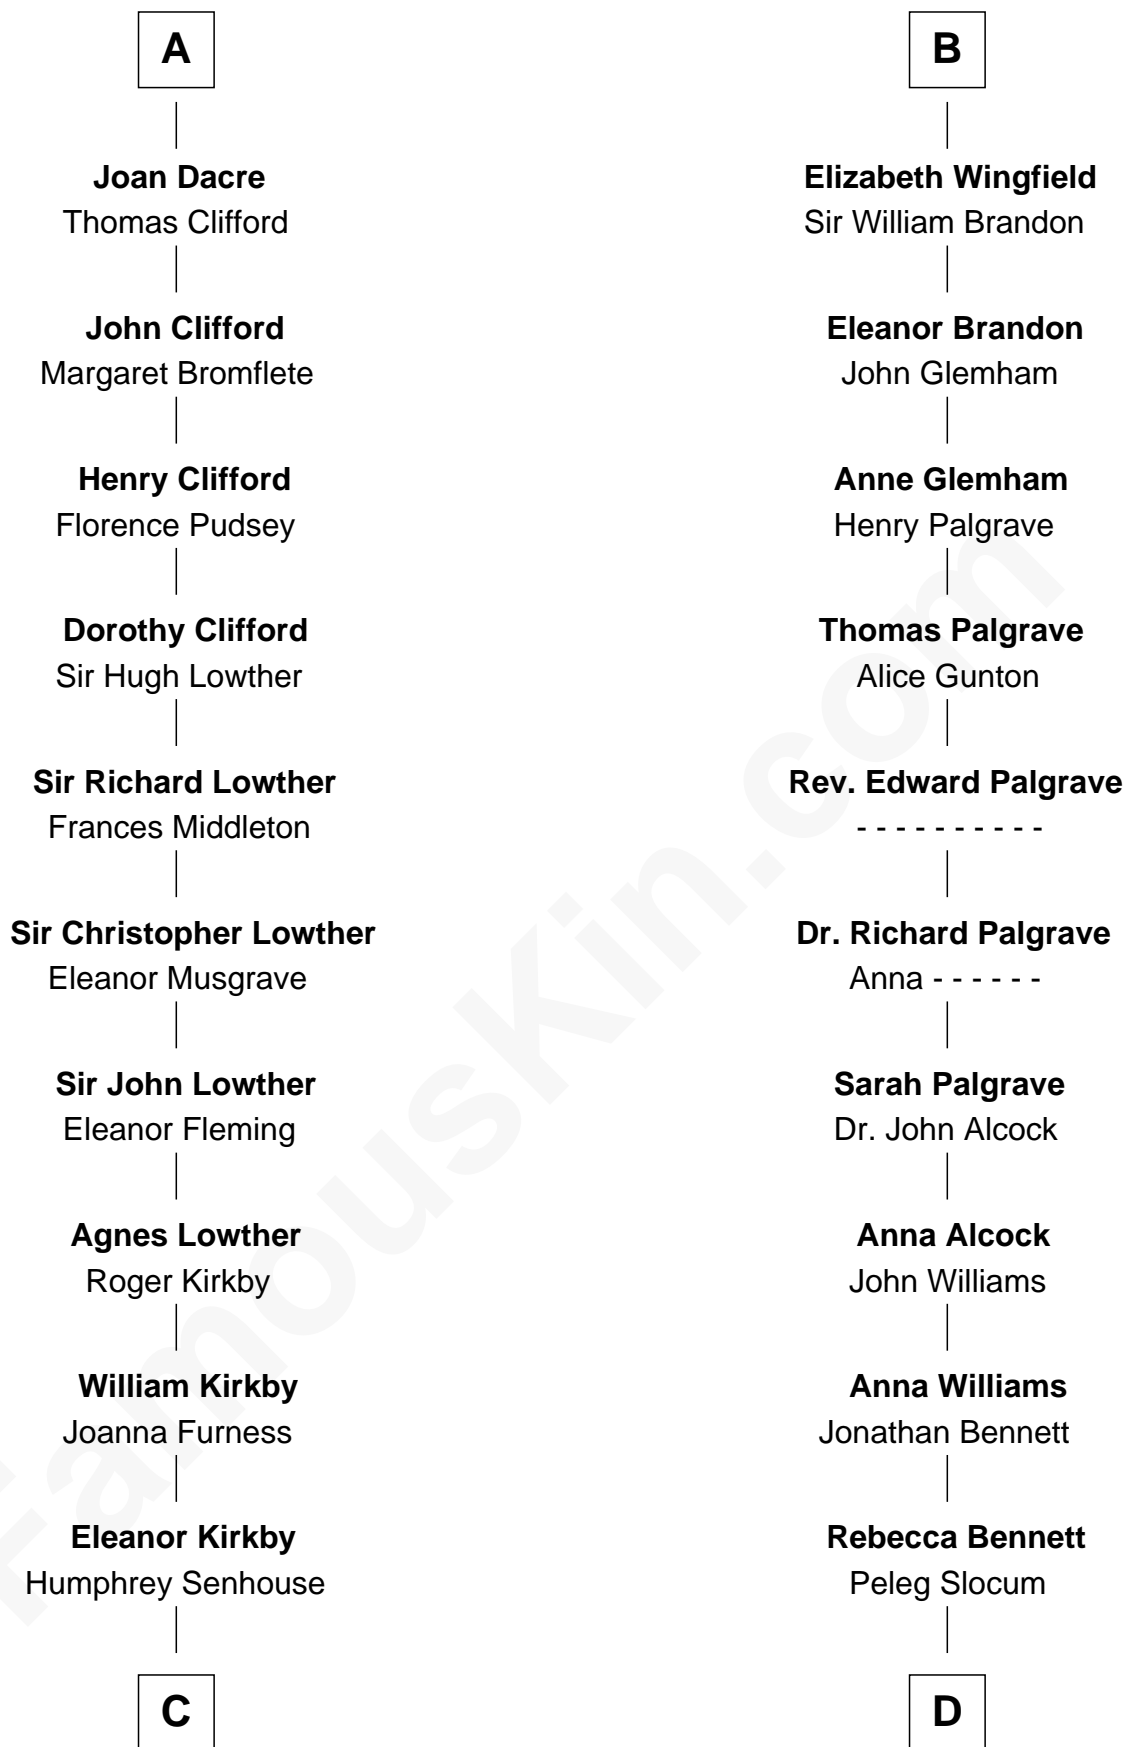 A
Joan Dacre
Thomas Clifford
John Clifford
Margaret Bromflete
Henry Clifford
Florence Pudsey
Dorothy Clifford
Sir Hugh Lowther
Sir Richard Lowther
Frances Middleton
Sir Christopher Lowther
Eleanor Musgrave
Sir John Lowther
Eleanor Fleming
Agnes Lowther
Roger Kirkby
William Kirkby
Joanna Furness
Eleanor Kirkby
Humphrey Senhouse
C
B
Elizabeth Wingfield
Sir William Brandon
Eleanor Brandon
John Glemham
Anne Glemham
Henry Palgrave
Thomas Palgrave
Alice Gunton
Rev. Edward Palgrave
- - - - - - - - - -
Dr. Richard Palgrave
Anna - - - - - -
Sarah Palgrave
Dr. John Alcock
Anna Alcock
John Williams
Anna Williams
Jonathan Bennett
Rebecca Bennett
Peleg Slocum
D
FamousKin.com